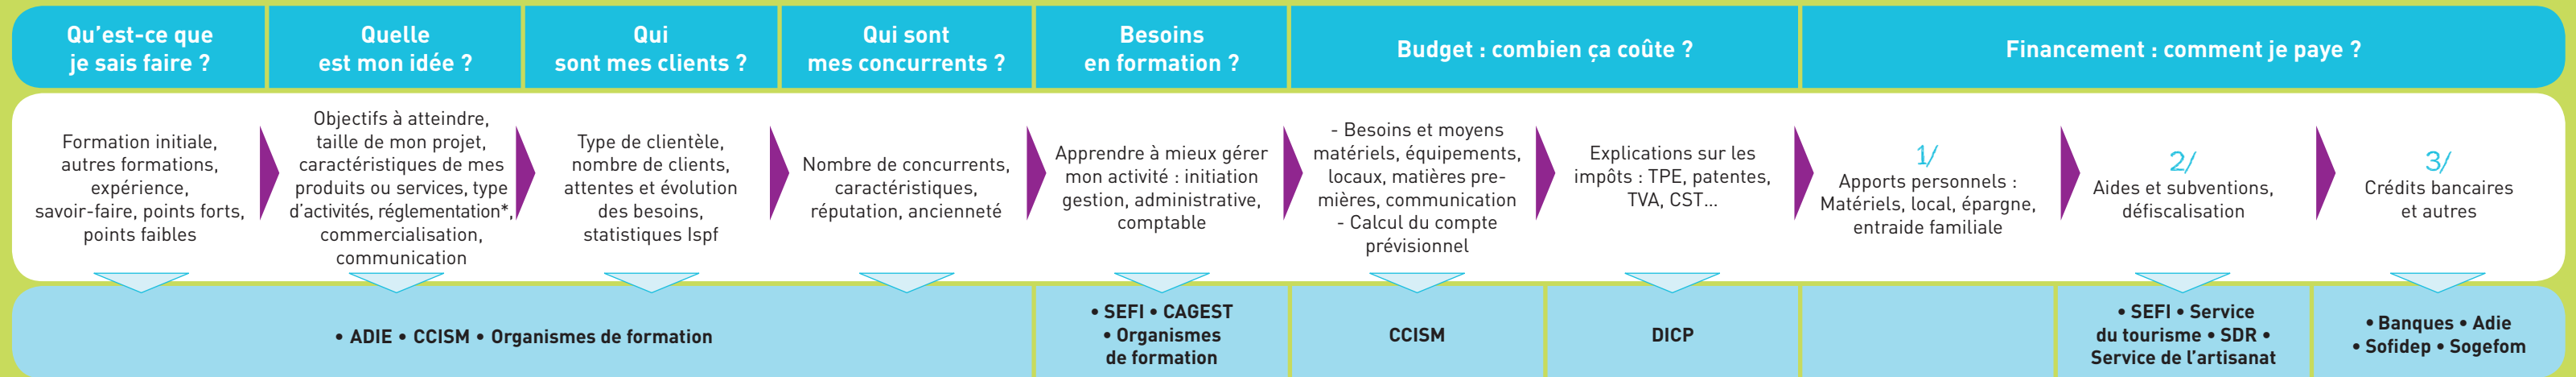 Qu'est-ce que
je sais faire ?
Quelle
est mon idée ?
Qui
sont mes clients ?
Qui sont
mes concurrents ?
Besoins
en formation ?
Budget : combien ça coûte ?
Financement : comment je paye ?
Formation initiale,
autres formations,
expérience,
savoir-faire, points forts,
points faibles
Objectifs à atteindre,
taille de mon projet,
caractéristiques de mes
produits ou services, type
d'activités, réglementation*,
commercialisation,
communication
Type de clientèle,
nombre de clients,
attentes et évolution
des besoins,
statistiques Ispf
Nombre de concurrents,
caractéristiques,
réputation, ancienneté
Apprendre à mieux gérer
mon activité : initiation
gestion, administrative,
comptable
- Besoins et moyens
matériels, équipements,
locaux, matières pre-
mières, communication
- Calcul du compte
prévisionnel
Explications sur les
impôts : TPE, patentes,
TVA, CST...
1/
Apports personnels :
Matériels, local, épargne,
entraide familiale
2/
Aides et subventions,
défiscalisation
3/
Crédits bancaires
et autres
• ADIE • CCISM • Organismes de formation
• SEFI • CAGEST
• Organismes
de formation
CCISM
DICP
• SEFI • Service
du tourisme • SDR •
Service de l'artisanat
• Banques • Adie
• Sofidep • Sogefom